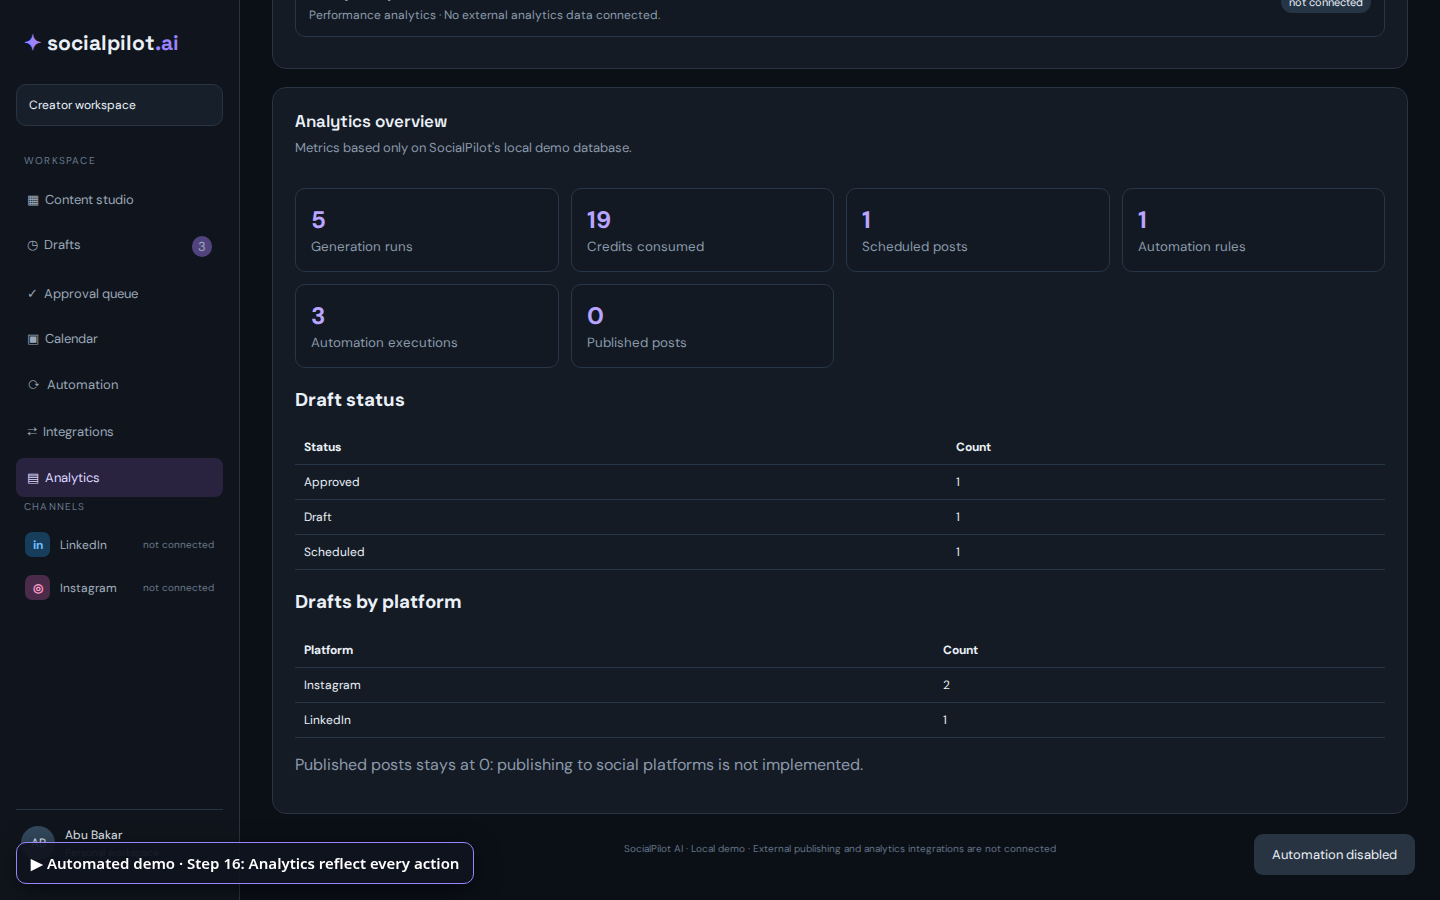 socialpilot.ai
Creator workspace
WORKSPACE
Content studio
Drafts 3
Approval queue
Calendar
Automation
Integrations
Analytics
CHANNELS
in LinkedIn not connected
Instagram not connected
Abu Bakar
▶ Automated demo · Step 16: Analytics reflect every action
Performance analytics · No external analytics data connected.
not connected
Analytics overview
Metrics based only on SocialPilot's local demo database.
5
Generation runs
19
Credits consumed
1
Scheduled posts
1
Automation rules
3
Automation executions
0
Published posts
Draft status
Status Count
Approved 1
Draft 1
Scheduled 1
Drafts by platform
Platform Count
Instagram 2
LinkedIn 1
Published posts stays at 0: publishing to social platforms is not implemented.
SocialPilot AI · Local demo · External publishing and analytics integrations are not connected
Automation disabled